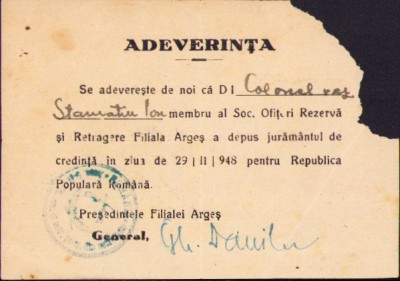 ADEVERINȚA
Se adeverește de noi că Dl Colonel rez
Stamatiu Ion membru al Soc. Ofițeri Rezervă
și Retragere Filiala Argeș a depus jurământul de
credință în ziua de 29 | II | 948 pentru Republica
Populară Română.
Președintele Filialei Argeș
General, Gh. Daniler